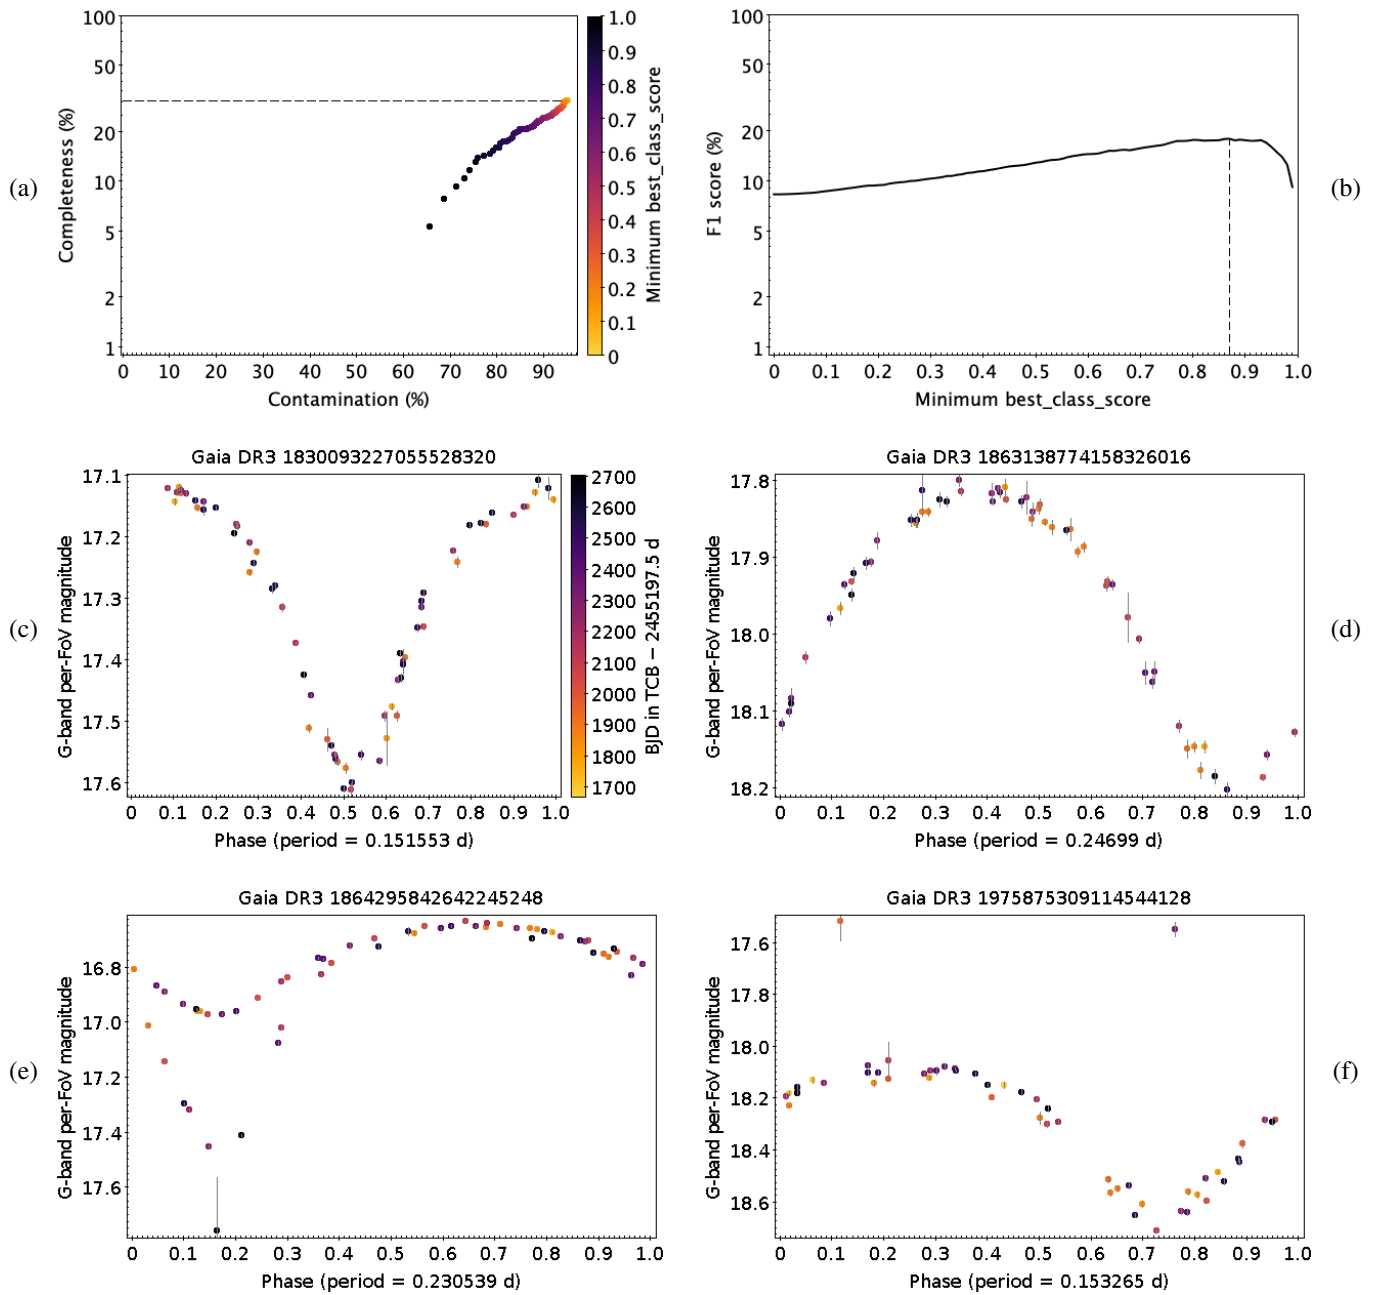 (a)
Completeness (%)
100
50
20
10
5
2
1
0 10 20 30 40 50 60 70 80 90
Contamination (%)
1.0
0.9
0.8
0.7
0.6
0.5
0.4
0.3
0.2
0.1
0
Minimum best_class_score
(b)
F1 score (%)
100
50
20
10
5
2
1
0 0.1 0.2 0.3 0.4 0.5 0.6 0.7 0.8 0.9 1.0
Minimum best_class_score
(c)
Gaia DR3 1830093227055528320
G-band per-FoV magnitude
17.1
17.2
17.3
17.4
17.5
17.6
0 0.1 0.2 0.3 0.4 0.5 0.6 0.7 0.8 0.9 1.0
Phase (period = 0.151553 d)
2700
2600
2500
2400
2300
2200
2100
2000
1900
1800
1700
BJD in TCB − 2455197.5 d
(d)
Gaia DR3 1863138774158326016
G-band per-FoV magnitude
17.8
17.9
18.0
18.1
18.2
0 0.1 0.2 0.3 0.4 0.5 0.6 0.7 0.8 0.9 1.0
Phase (period = 0.24699 d)
(e)
Gaia DR3 1864295842642245248
G-band per-FoV magnitude
16.8
17.0
17.2
17.4
17.6
0 0.1 0.2 0.3 0.4 0.5 0.6 0.7 0.8 0.9 1.0
Phase (period = 0.230539 d)
(f)
Gaia DR3 1975875309114544128
G-band per-FoV magnitude
17.6
17.8
18.0
18.2
18.4
18.6
0 0.1 0.2 0.3 0.4 0.5 0.6 0.7 0.8 0.9 1.0
Phase (period = 0.153265 d)